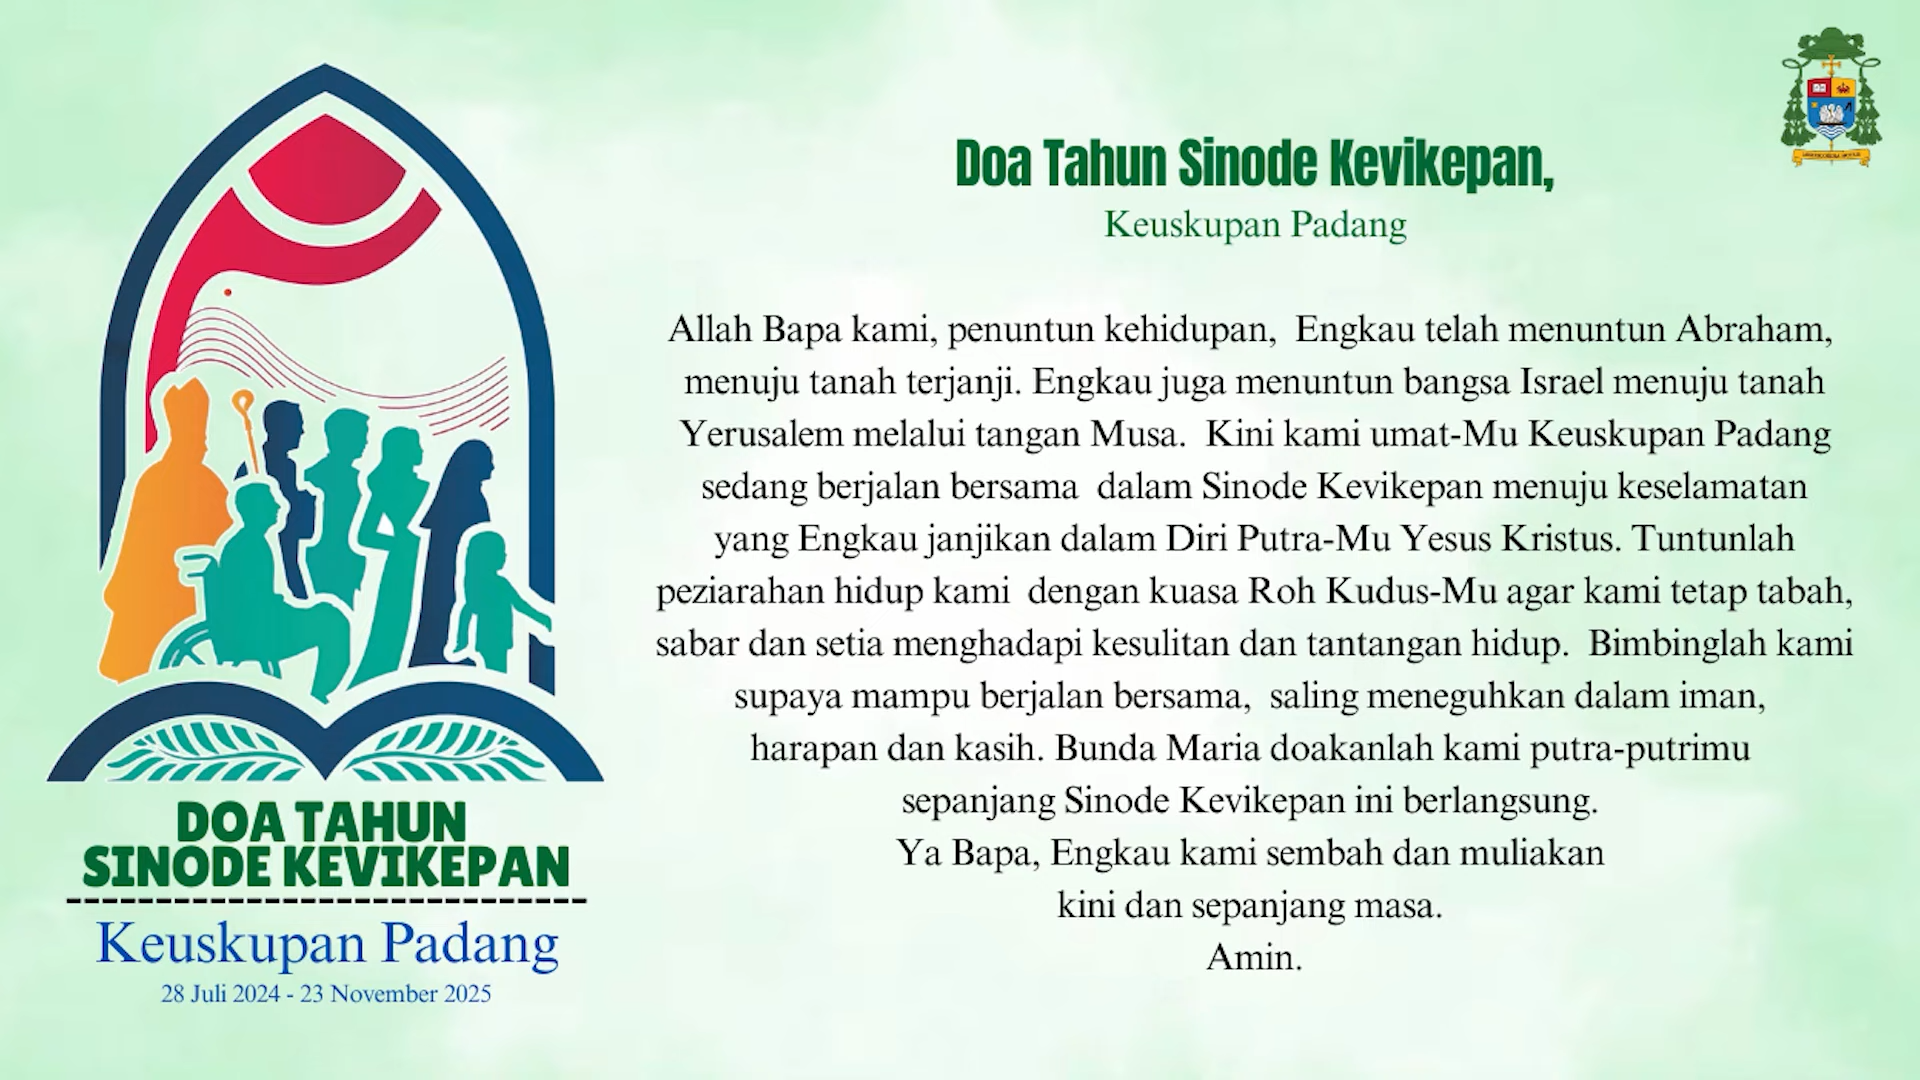 Doa Tahun Sinode Kevikepan,
Keuskupan Padang
Allah Bapa kami, penuntun kehidupan, Engkau telah menuntun Abraham,
menuju tanah terjanji. Engkau juga menuntun bangsa Israel menuju tanah
Yerusalem melalui tangan Musa. Kini kami umat-Mu Keuskupan Padang
sedang berjalan bersama dalam Sinode Kevikepan menuju keselamatan
yang Engkau janjikan dalam Diri Putra-Mu Yesus Kristus. Tuntunlah
peziarahan hidup kami dengan kuasa Roh Kudus-Mu agar kami tetap tabah,
sabar dan setia menghadapi kesulitan dan tantangan hidup. Bimbinglah kami
supaya mampu berjalan bersama, saling meneguhkan dalam iman,
harapan dan kasih. Bunda Maria doakanlah kami putra-putrimu
sepanjang Sinode Kevikepan ini berlangsung.
Ya Bapa, Engkau kami sembah dan muliakan
kini dan sepanjang masa.
Amin.
DOA TAHUN
SINODE KEVIKEPAN
Keuskupan Padang
28 Juli 2024 - 23 November 2025